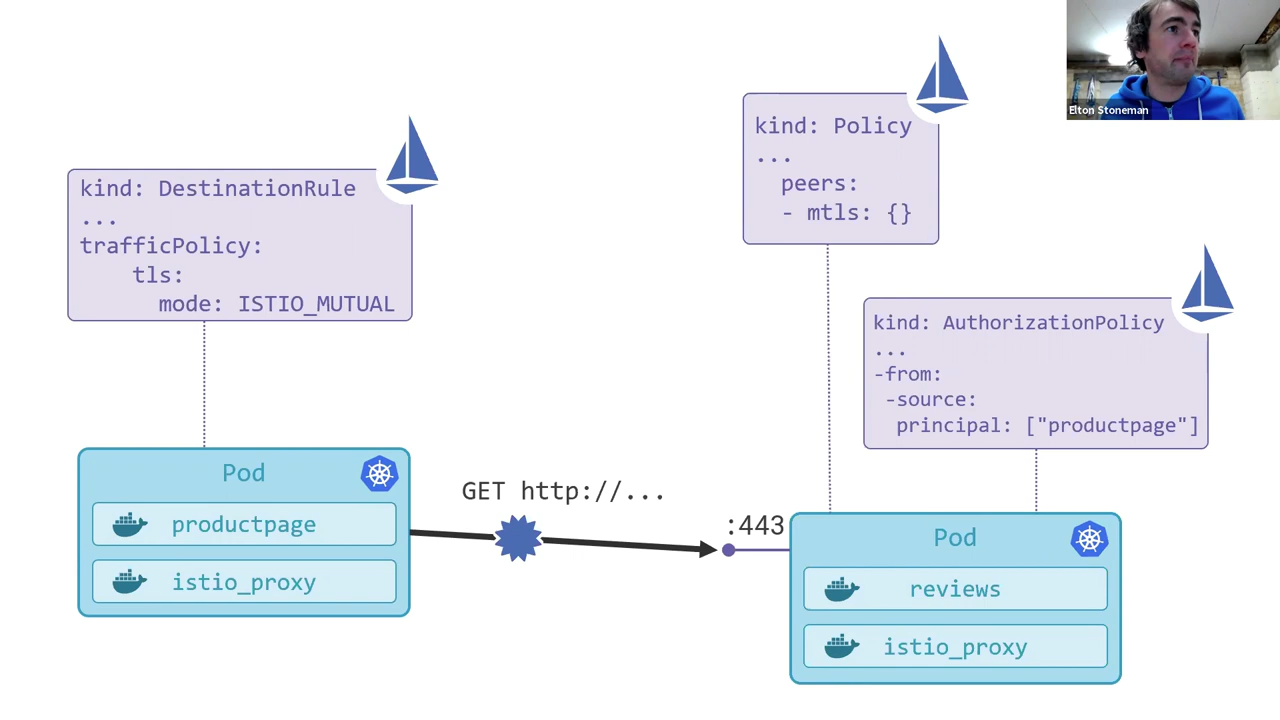 Elton Stoneman
kind: Policy
...
peers:
- mtls: {}
kind: DestinationRule
...
trafficPolicy:
tls:
mode: ISTIO_MUTUAL
kind: AuthorizationPolicy
...
-from:
-source:
principal: ["productpage"]
Pod
productpage
istio_proxy
GET http://...
:443
Pod
reviews
istio_proxy